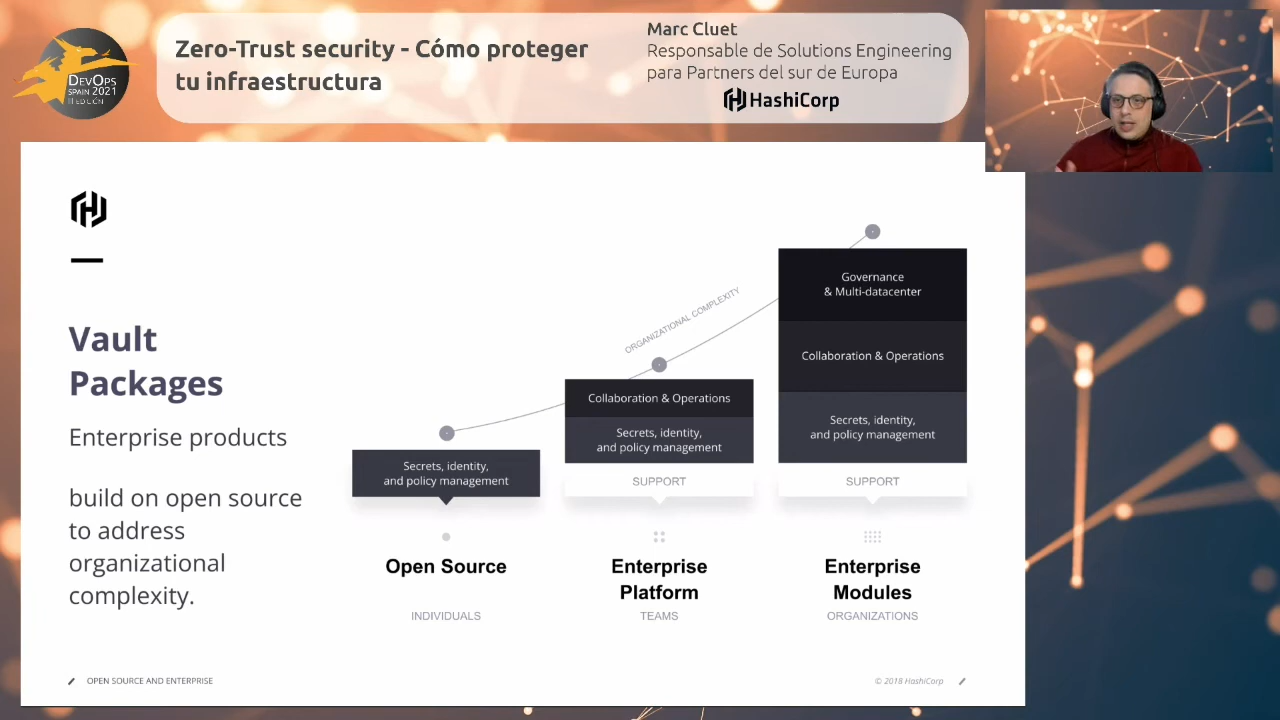 DEVOPS
SPAIN 2021
III EDICIÓN
Zero-Trust security - Cómo proteger
tu infraestructura
Marc Cluet
Responsable de Solutions Engineering
para Partners del sur de Europa
HashiCorp
Vault
Packages
Enterprise products
build on open source
to address
organizational
complexity.
ORGANIZATIONAL COMPLEXITY
Secrets, identity,
and policy management
Open Source
INDIVIDUALS
Collaboration & Operations
Secrets, identity,
and policy management
SUPPORT
Enterprise
Platform
TEAMS
Governance
& Multi-datacenter
Collaboration & Operations
Secrets, identity,
and policy management
SUPPORT
Enterprise
Modules
ORGANIZATIONS
OPEN SOURCE AND ENTERPRISE
© 2018 HashiCorp